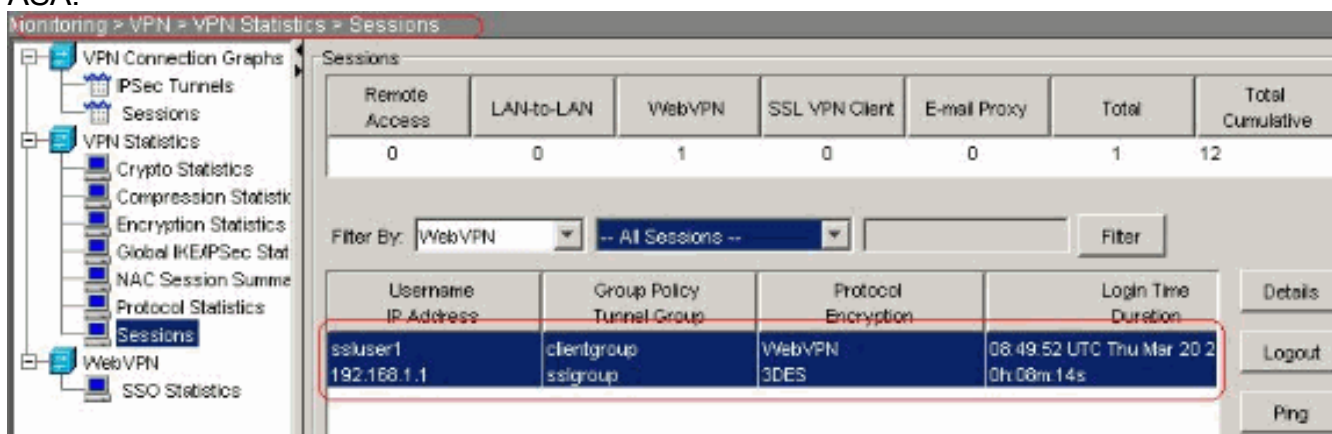 ASA.
Monitoring > VPN > VPN Statistics > Sessions
VPN Connection Graphs
IPSec Tunnels
Sessions
VPN Statistics
Crypto Statistics
Compression Statistic
Encryption Statistics
Global IKE/IPSec Stat
NAC Session Summa
Protocol Statistics
Sessions
WebVPN
SSO Statistics
Sessions
Remote Access LAN-to-LAN WebVPN SSL VPN Client E-mail Proxy Total Total Cumulative
0 0 1 0 0 1 12
Filter By: WebVPN -- All Sessions -- Filter
Username Group Policy Protocol Login Time
IP Address Tunnel Group Encryption Duration
ssluser1 clientgroup WebVPN 08:49:52 UTC Thu Mar 20 2
192.168.1.1 sslgroup 3DES 0h:08m:14s
Details
Logout
Ping